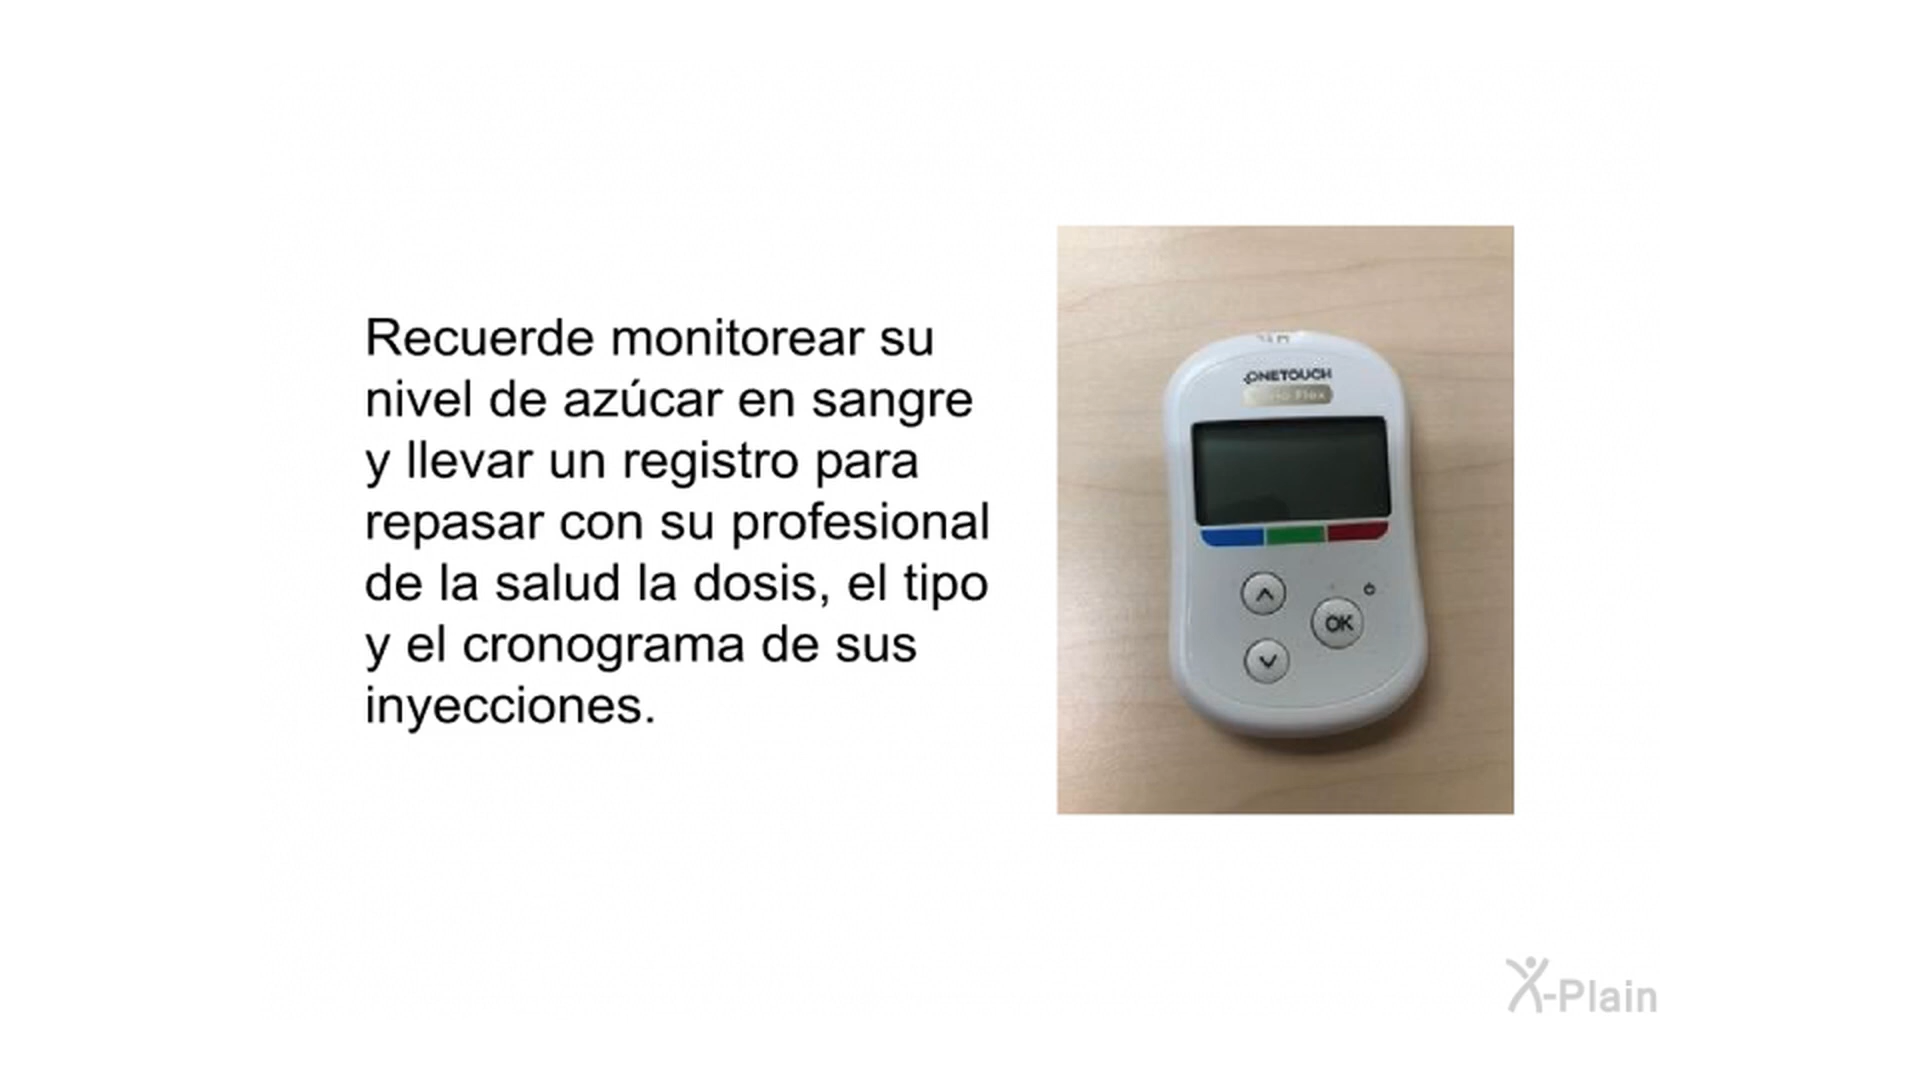 Recuerde monitorear su
nivel de azúcar en sangre
y llevar un registro para
repasar con su profesional
de la salud la dosis, el tipo
y el cronograma de sus
inyecciones.
ONETOUCH
Flex
OK
X-Plain